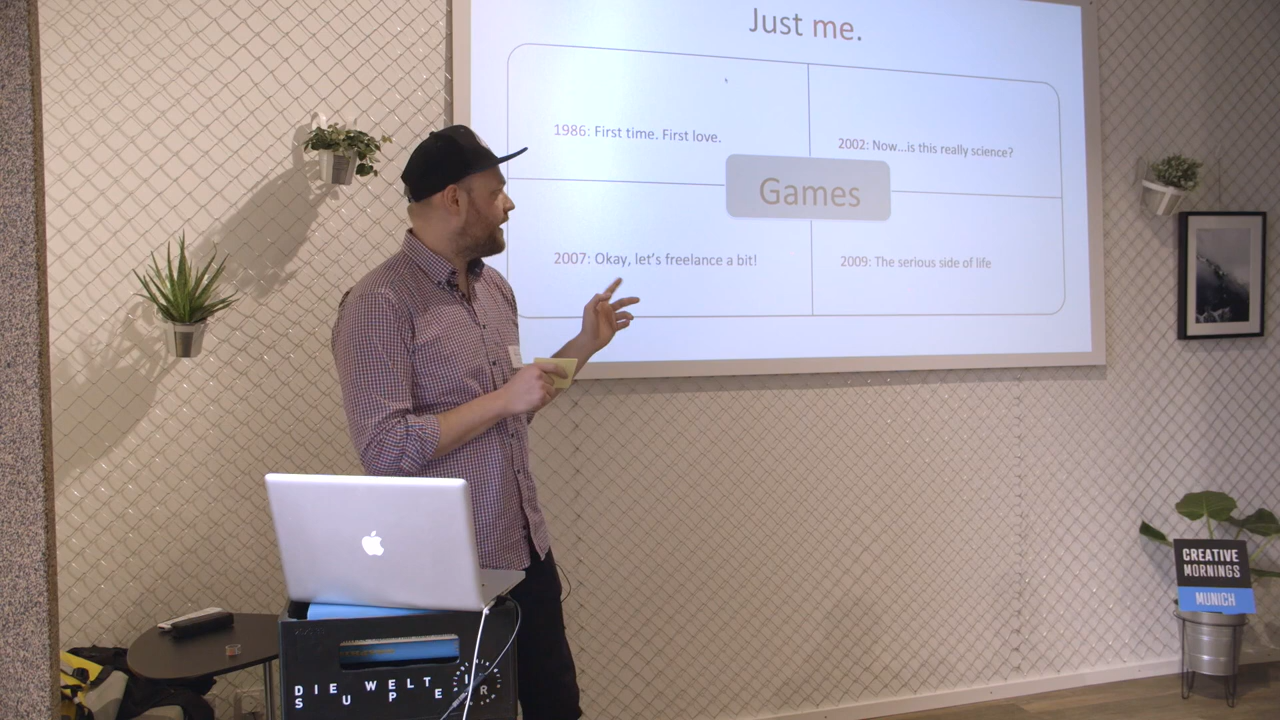 Just me.
1986: First time. First love.
2002: Now...is this really science?
Games
2007: Okay, let's freelance a bit!
2009: The serious side of life
CREATIVE
MORNINGS
MUNICH
DIE WELT
SUPER